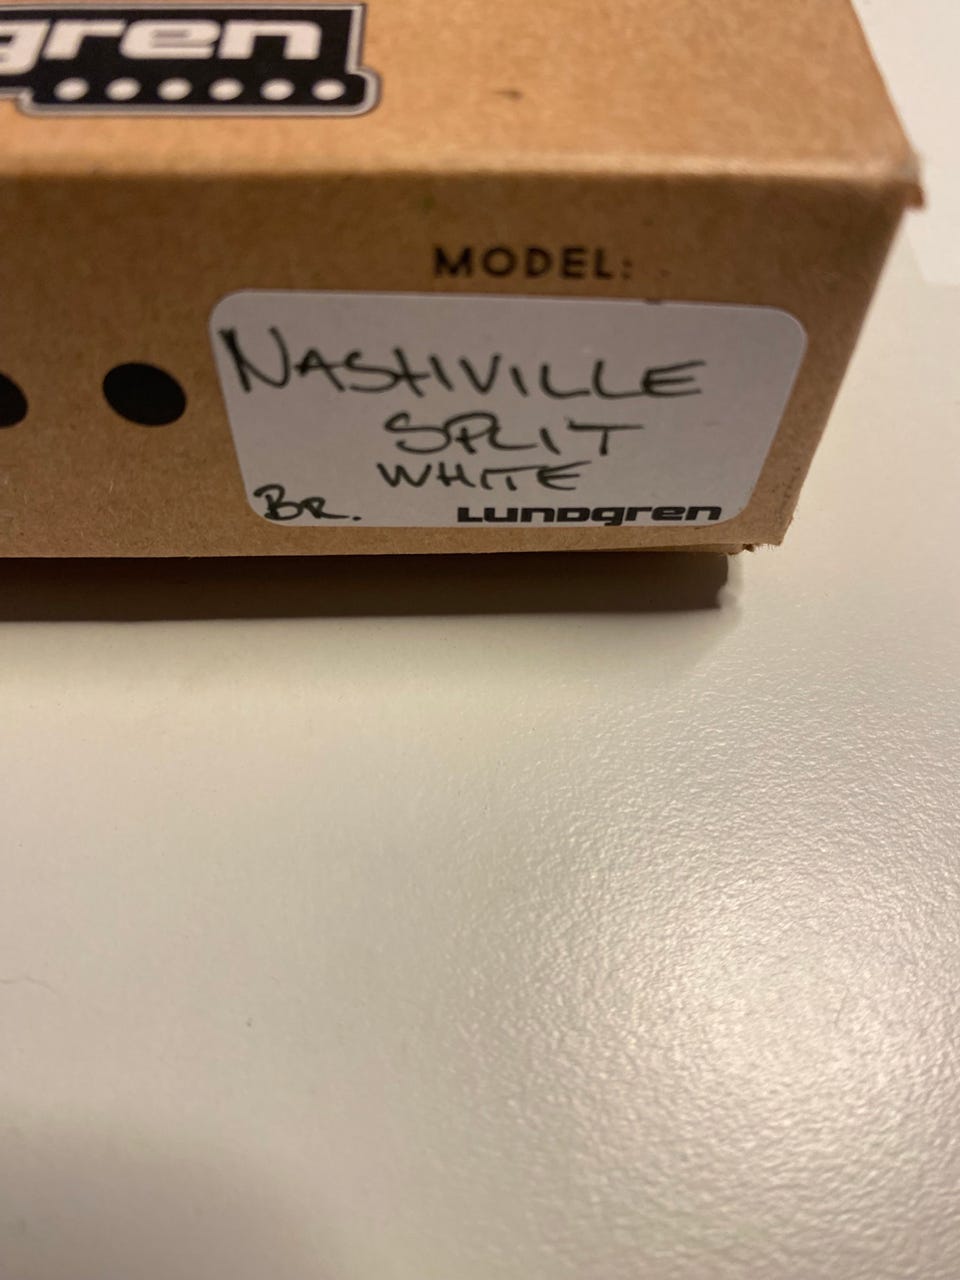 gren
MODEL:
NASHVILLE
SPLIT
WHITE
BR.
LUNDgren